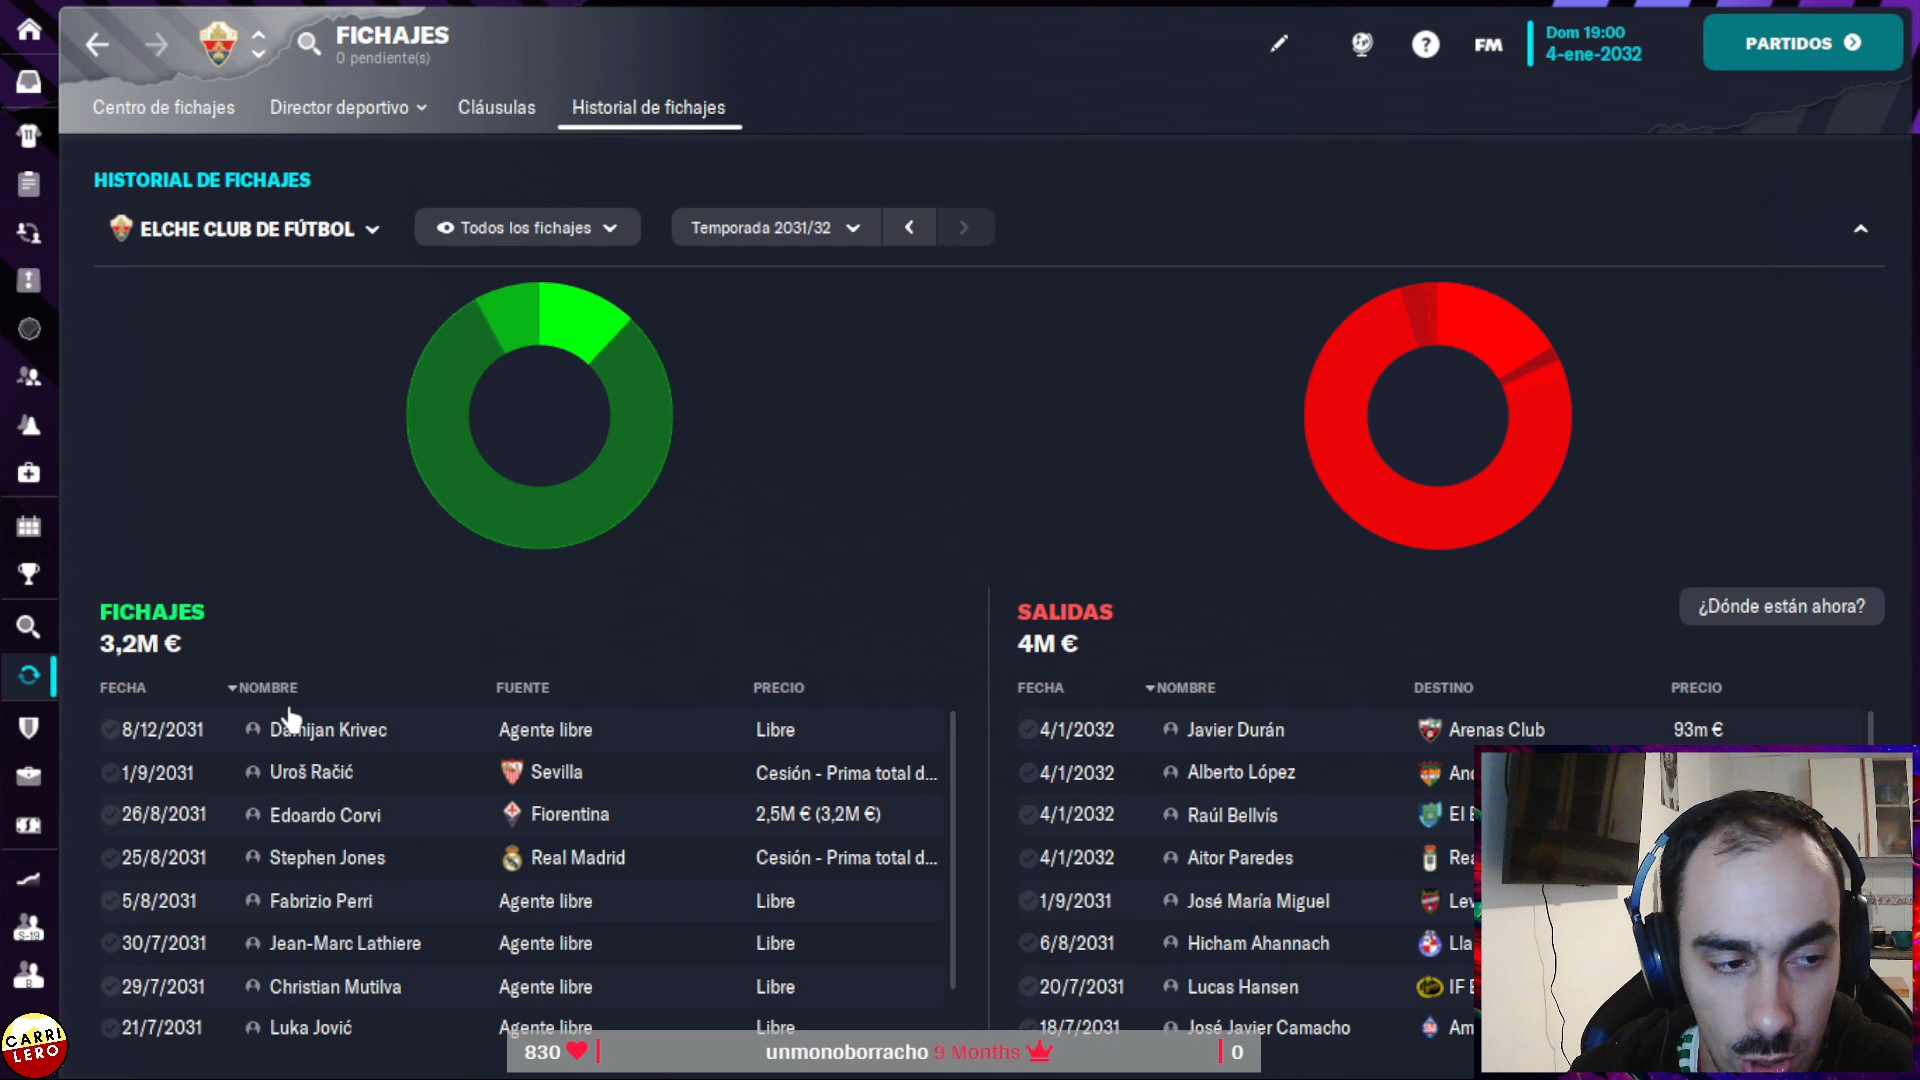 FICHAJES
0 pendiente(s)
FM
Dom 19:00
4-ene-2032
PARTIDOS
Centro de fichajes
Director deportivo
Cláusulas
Historial de fichajes
HISTORIAL DE FICHAJES
ELCHE CLUB DE FÚTBOL
Todos los fichajes
Temporada 2031/32
FICHAJES
3,2M €
FECHA NOMBRE FUENTE PRECIO
8/12/2031 Damijan Krivec Agente libre Libre
1/9/2031 Uroš Račić Sevilla Cesión - Prima total d...
26/8/2031 Edoardo Corvi Fiorentina 2,5M € (3,2M €)
25/8/2031 Stephen Jones Real Madrid Cesión - Prima total d...
5/8/2031 Fabrizio Perri Agente libre Libre
30/7/2031 Jean-Marc Lathiere Agente libre Libre
29/7/2031 Christian Mutilva Agente libre Libre
21/7/2031 Luka Jović Agente libre Libre
SALIDAS
4M €
¿Dónde están ahora?
FECHA NOMBRE DESTINO PRECIO
4/1/2032 Javier Durán Arenas Club 93m €
4/1/2032 Alberto López
4/1/2032 Raúl Bellvís El
4/1/2032 Aitor Paredes
1/9/2031 José María Miguel
6/8/2031 Hicham Ahannach
20/7/2031 Lucas Hansen IF
18/7/2031 José Javier Camacho
S-19
B
CARRI
LERO
830
unmonoborracho 9 Months
0